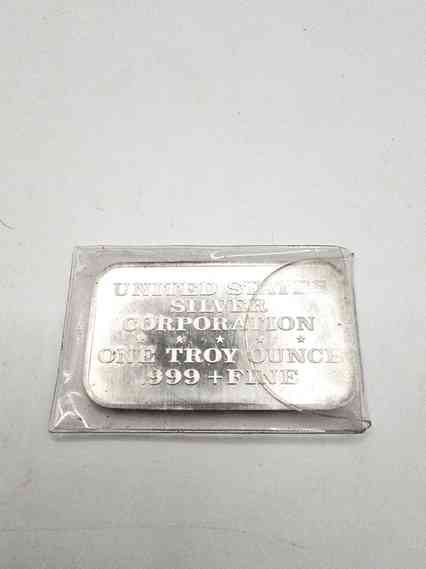 UNITED STATES
SILVER
CORPORATION
★ ★ ★ ★ ★
ONE TROY OUNCE
.999+FINE